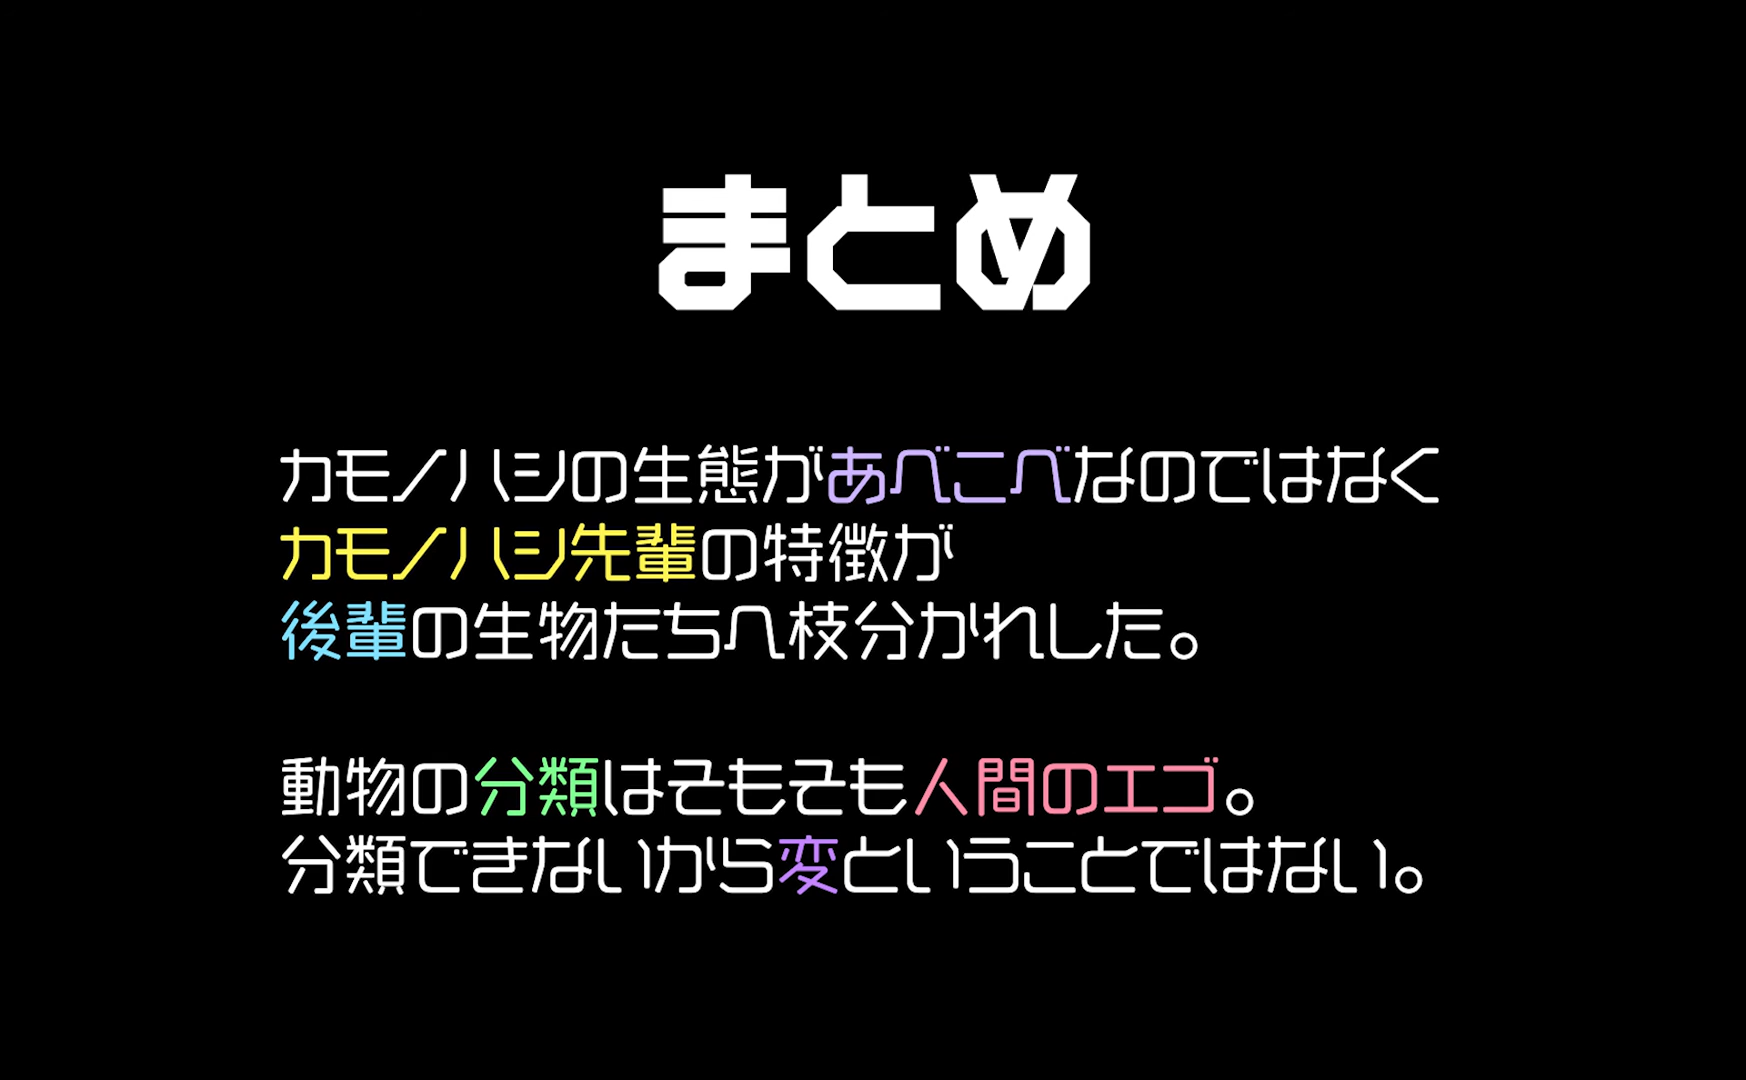 まとめ
カモノハシの生態があべこべなのではなく
カモノハシ先輩の特徴が
後輩の生物たちへ枝分かれした。
動物の分類はそもそも人間のエゴ。
分類できないから変ということではない。